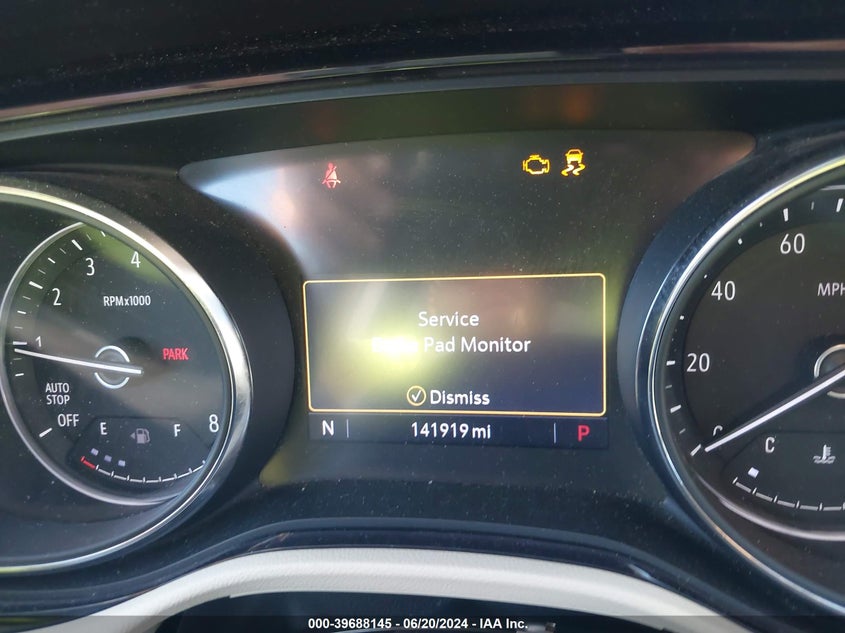 4
3
2
1
RPMx1000
PARK
AUTO
STOP
OFF
E
F
8
Service
Pad Monitor
Dismiss
N
141919 mi
P
60
40
MPH
20
C
000-39688145 - 06/20/2024 - IAA Inc.